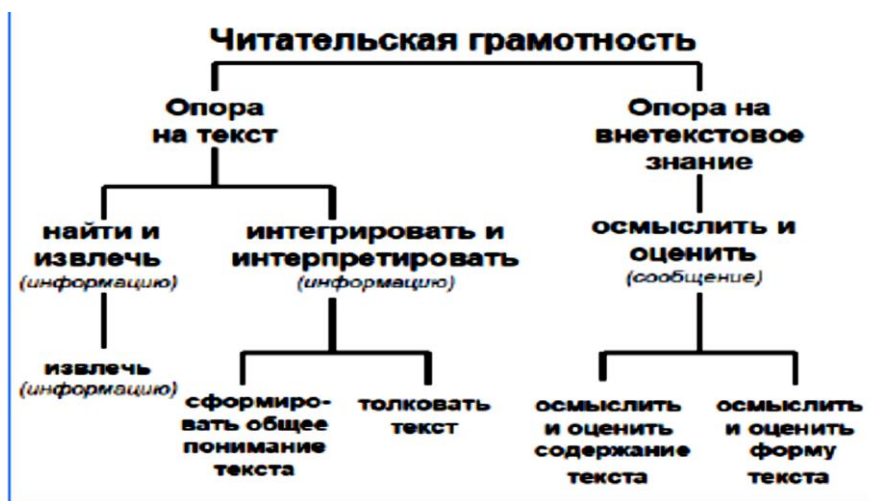 Читательская грамотность
Опора
на текст
Опора на
внетекстовое
знание
найти и
извлечь
(информацию)
интегрировать и
интерпретировать
(информацию)
осмыслить и
оценить
(сообщение)
извлечь
(информацию)
сформиро-
вать общее
понимание
текста
толковать
текст
осмыслить
и оценить
содержание
текста
осмыслить
и оценить
форму
текста